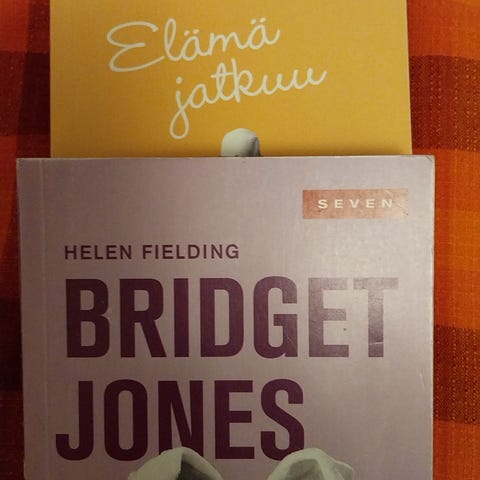 Elämä
jatkuu
SEVEN
HELEN FIELDING
BRIDGET
JONES